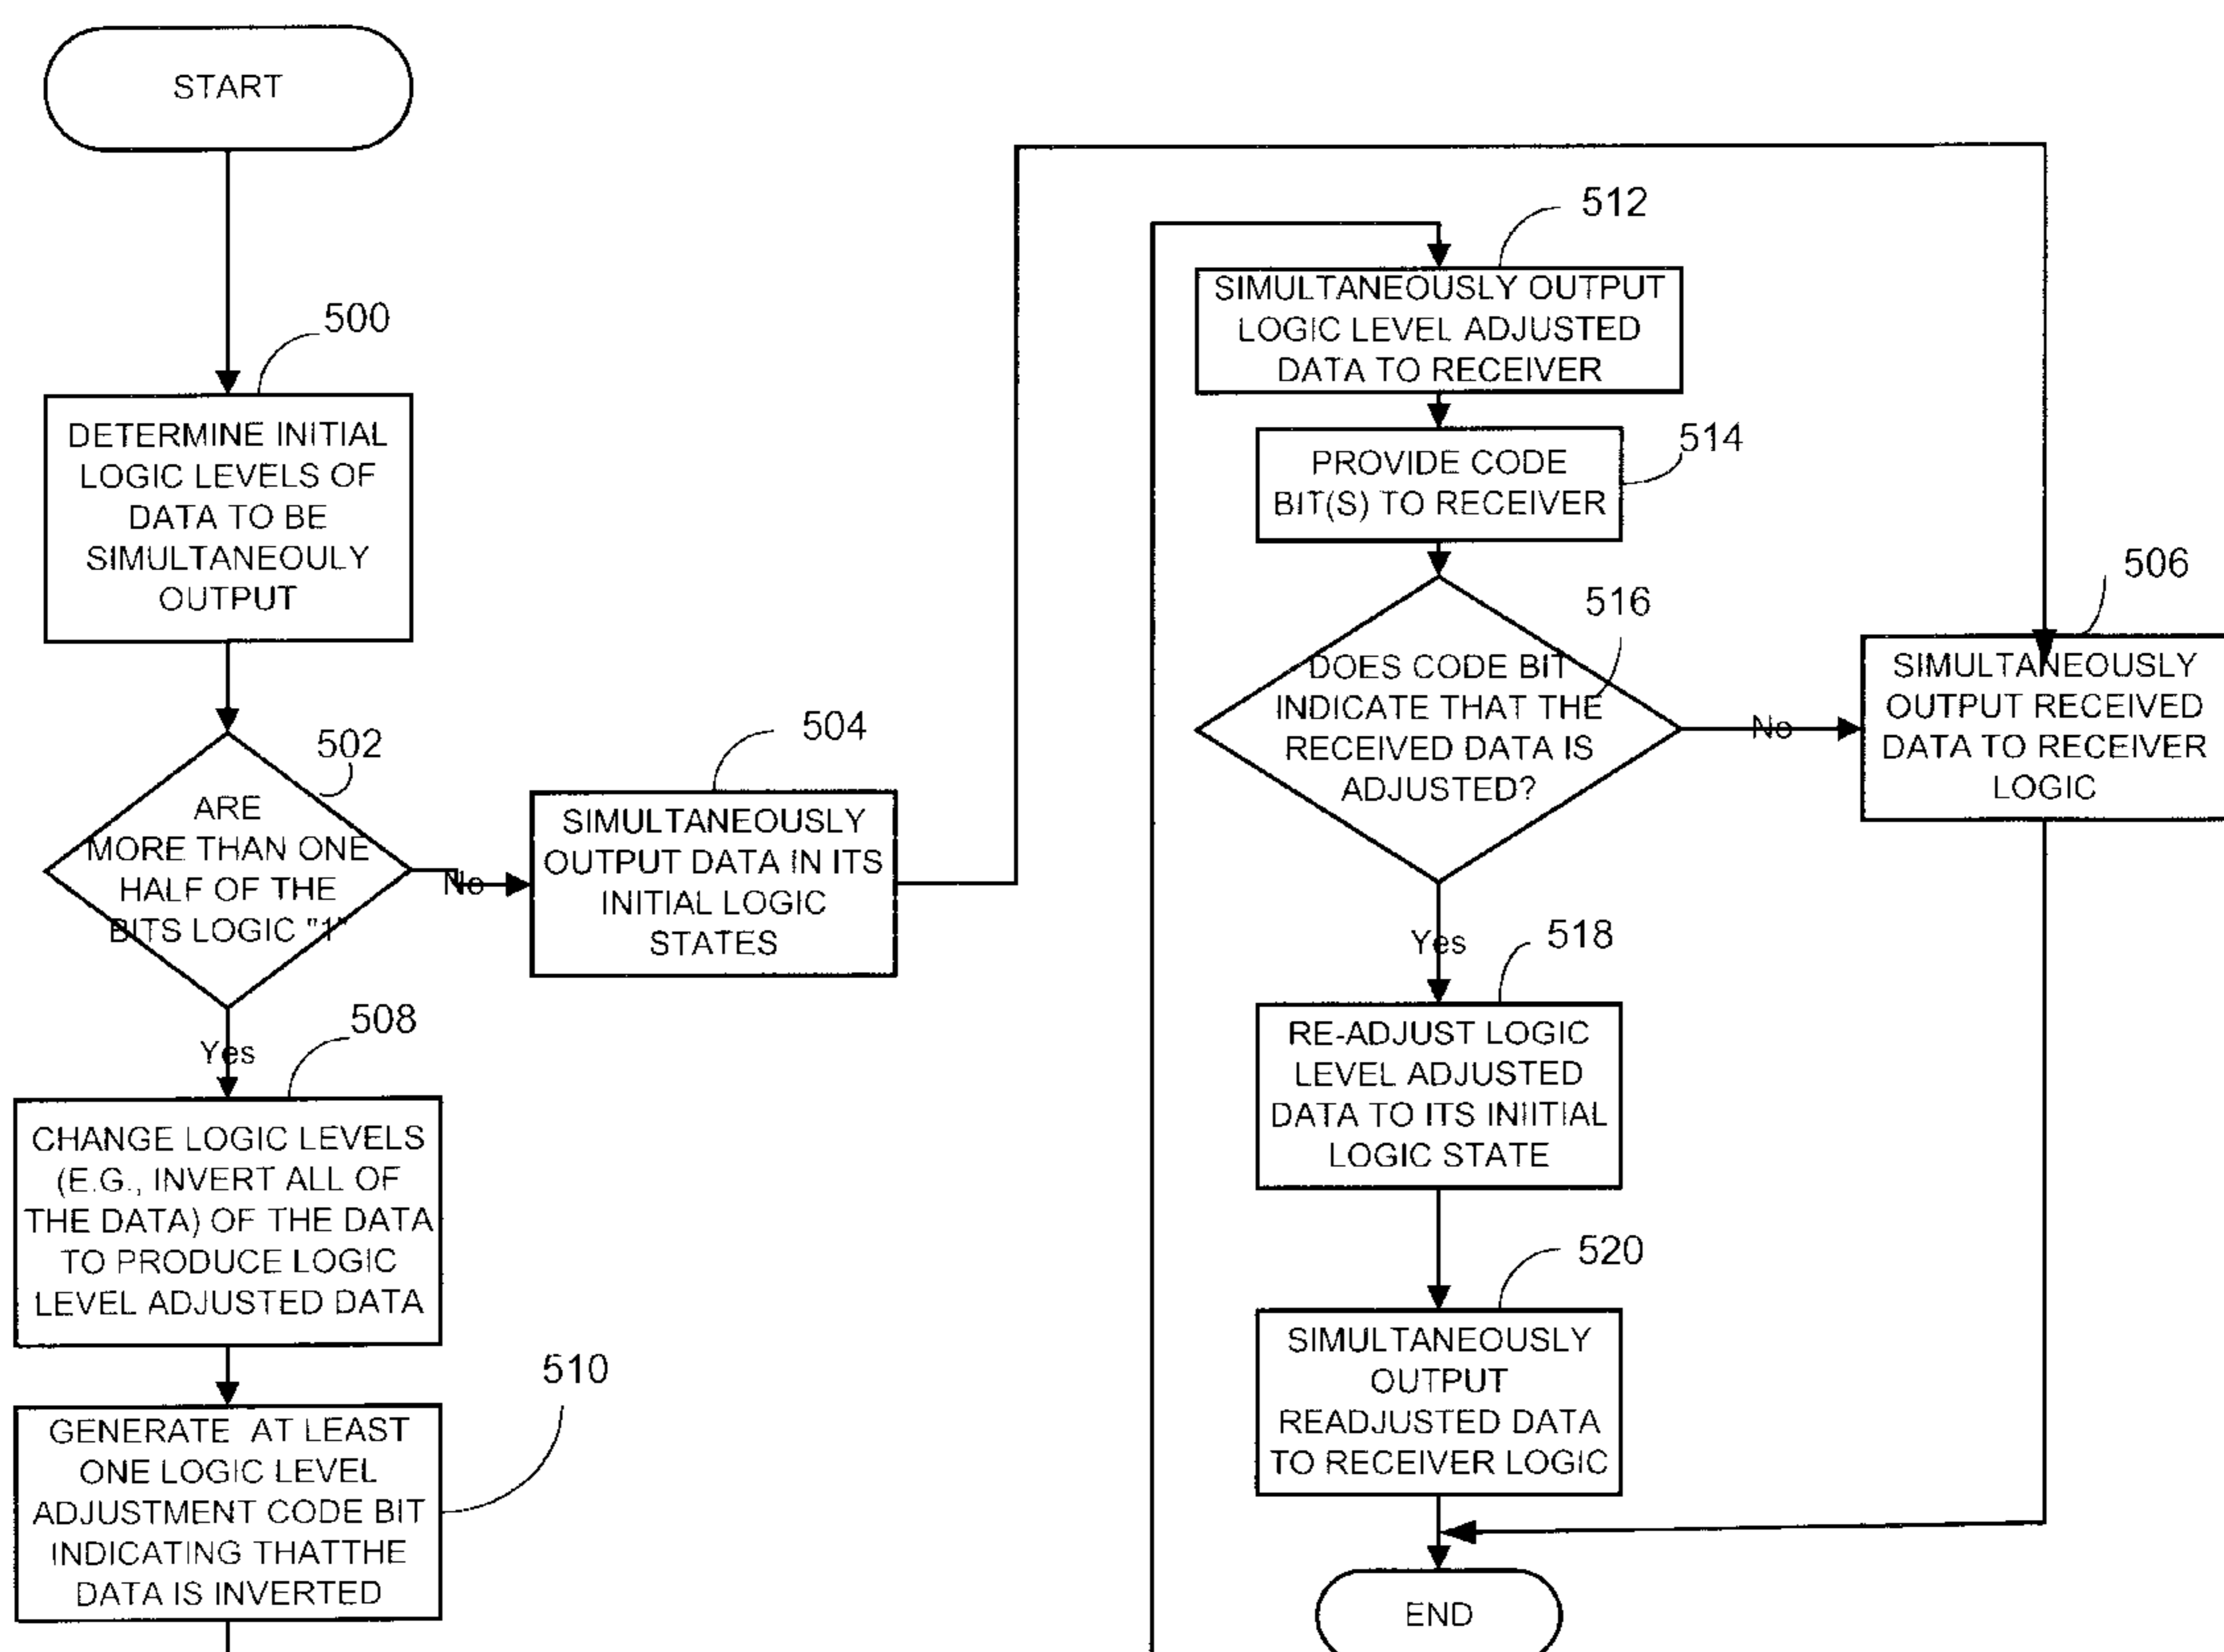 START
500
DETERMINE INITIAL
LOGIC LEVELS OF
DATA TO BE
SIMULTANEOULY
OUTPUT
502
ARE
MORE THAN ONE
HALF OF THE
BITS LOGIC "1"
No
504
SIMULTANEOUSLY
OUTPUT DATA IN ITS
INITIAL LOGIC
STATES
Yes
508
CHANGE LOGIC LEVELS
(E.G., INVERT ALL OF
THE DATA) OF THE DATA
TO PRODUCE LOGIC
LEVEL ADJUSTED DATA
510
GENERATE AT LEAST
ONE LOGIC LEVEL
ADJUSTMENT CODE BIT
INDICATING THATTHE
DATA IS INVERTED
512
SIMULTANEOUSLY OUTPUT
LOGIC LEVEL ADJUSTED
DATA TO RECEIVER
514
PROVIDE CODE
BIT(S) TO RECEIVER
516
DOES CODE BIT
INDICATE THAT THE
RECEIVED DATA IS
ADJUSTED?
No
506
SIMULTANEOUSLY
OUTPUT RECEIVED
DATA TO RECEIVER
LOGIC
Yes
518
RE-ADJUST LOGIC
LEVEL ADJUSTED
DATA TO ITS INIITIAL
LOGIC STATE
520
SIMULTANEOUSLY
OUTPUT
READJUSTED DATA
TO RECEIVER LOGIC
END